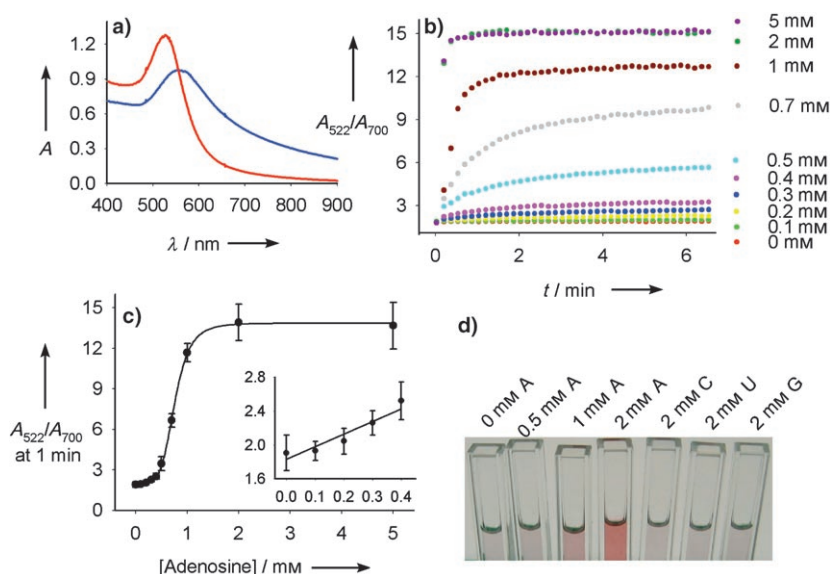 a)
1.2
0.9
A
0.3
0.0
400 500 600 700 800 900
λ / nm
b)
15
12
A522/A700
9
6
3
0 2 4 6
t / min
5 mM
2 mM
1 mM
0.7 mM
0.5 mM
0.4 mM
0.3 mM
0.2 mM
0.1 mM
0 mM
c)
15
12
9
A522/A700
at 1 min
6
3
0
0 1 2 3 4 5
[Adenosine] / mM
2.8
2.4
2.0
1.6
0.0 0.1 0.2 0.3 0.4
d)
0 mM A
0.5 mM A
1 mM A
2 mM A
2 mM C
2 mM U
2 mM G